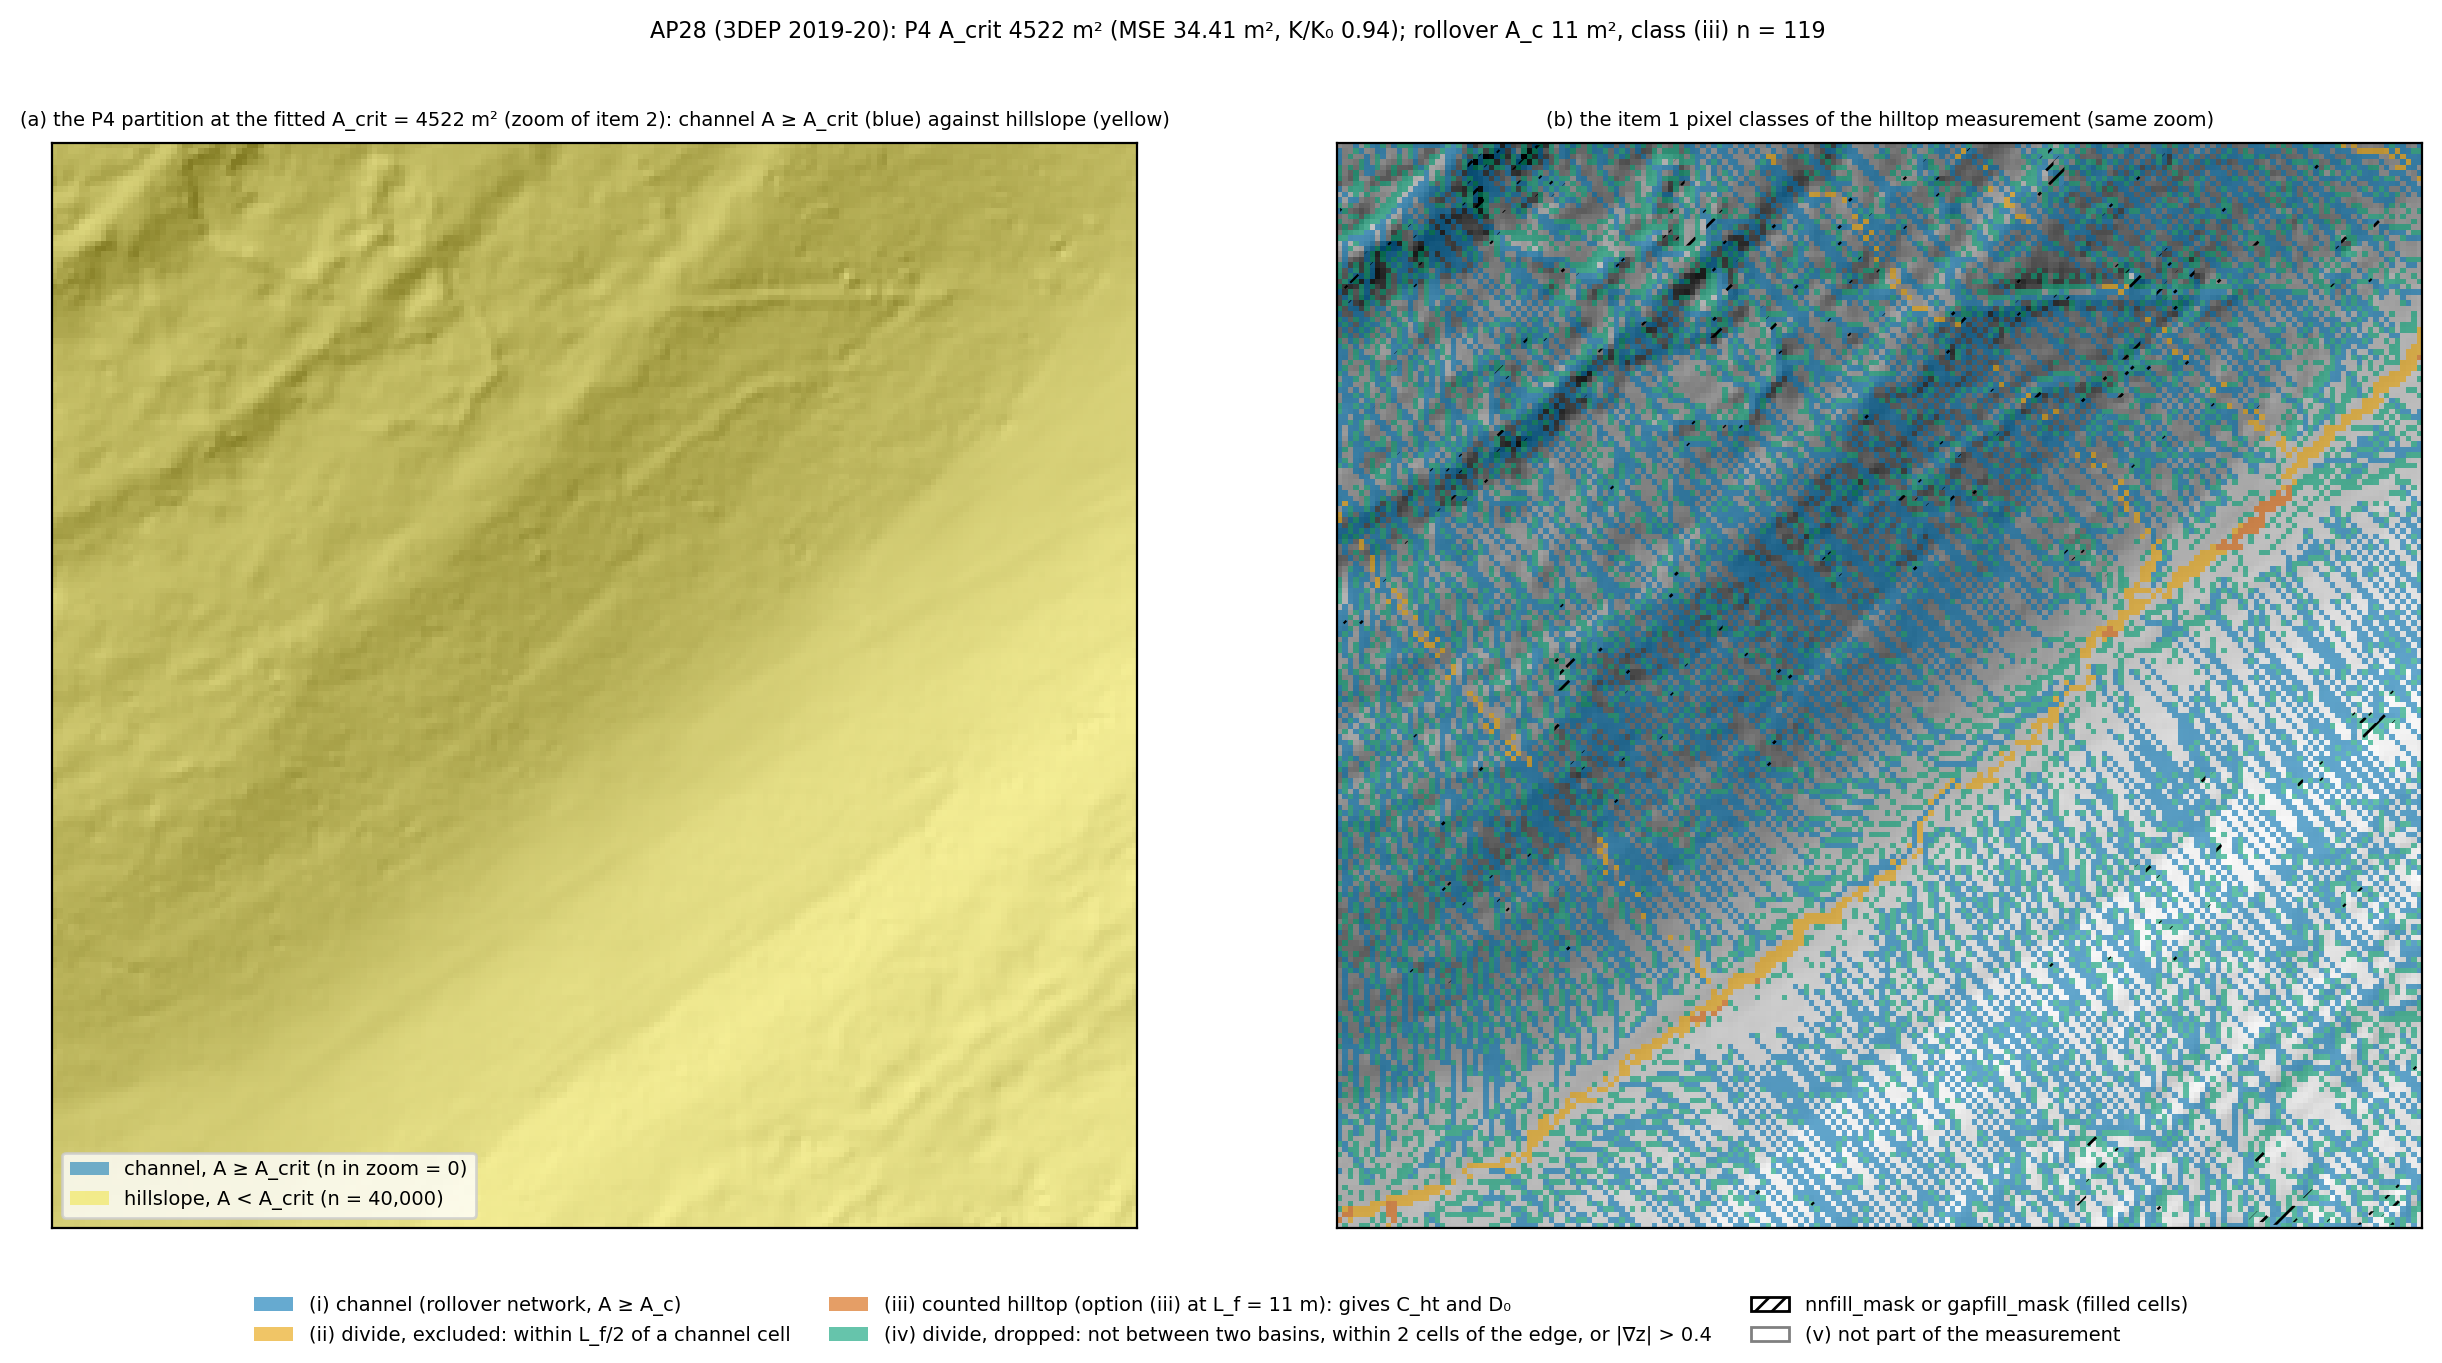 AP28 (3DEP 2019-20): P4 A_crit 4522 m² (MSE 34.41 m², K/K₀ 0.94); rollover A_c 11 m², class (iii) n = 119
(a) the P4 partition at the fitted A_crit = 4522 m² (zoom of item 2): channel A ≥ A_crit (blue) against hillslope (yellow)
(b) the item 1 pixel classes of the hilltop measurement (same zoom)
channel, A ≥ A_crit (n in zoom = 0)
hillslope, A < A_crit (n = 40,000)
(i) channel (rollover network, A ≥ A_c)
(ii) divide, excluded: within L_f/2 of a channel cell
(iii) counted hilltop (option (iii) at L_f = 11 m): gives C_ht and D₀
(iv) divide, dropped: not between two basins, within 2 cells of the edge, or |∇z| > 0.4
nnfill_mask or gapfill_mask (filled cells)
(v) not part of the measurement